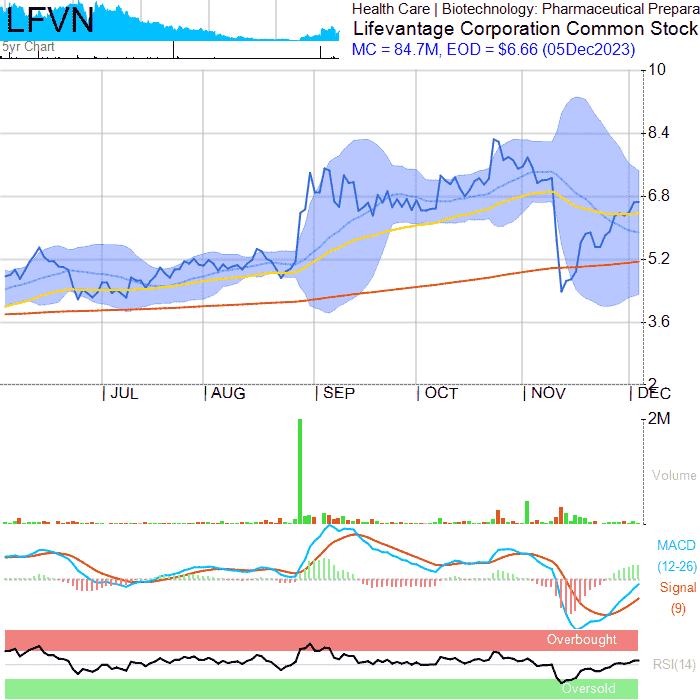 LFVN
5yr Chart
Health Care | Biotechnology: Pharmaceutical Prepara
Lifevantage Corporation Common Stock
MC = 84.7M, EOD = $6.66 (05Dec2023)
10
8.4
6.8
5.2
3.6
2
JUL AUG SEP OCT NOV DEC
2M
Volume
MACD
(12-26)
Signal
(9)
Overbought
RSI(14)
Oversold